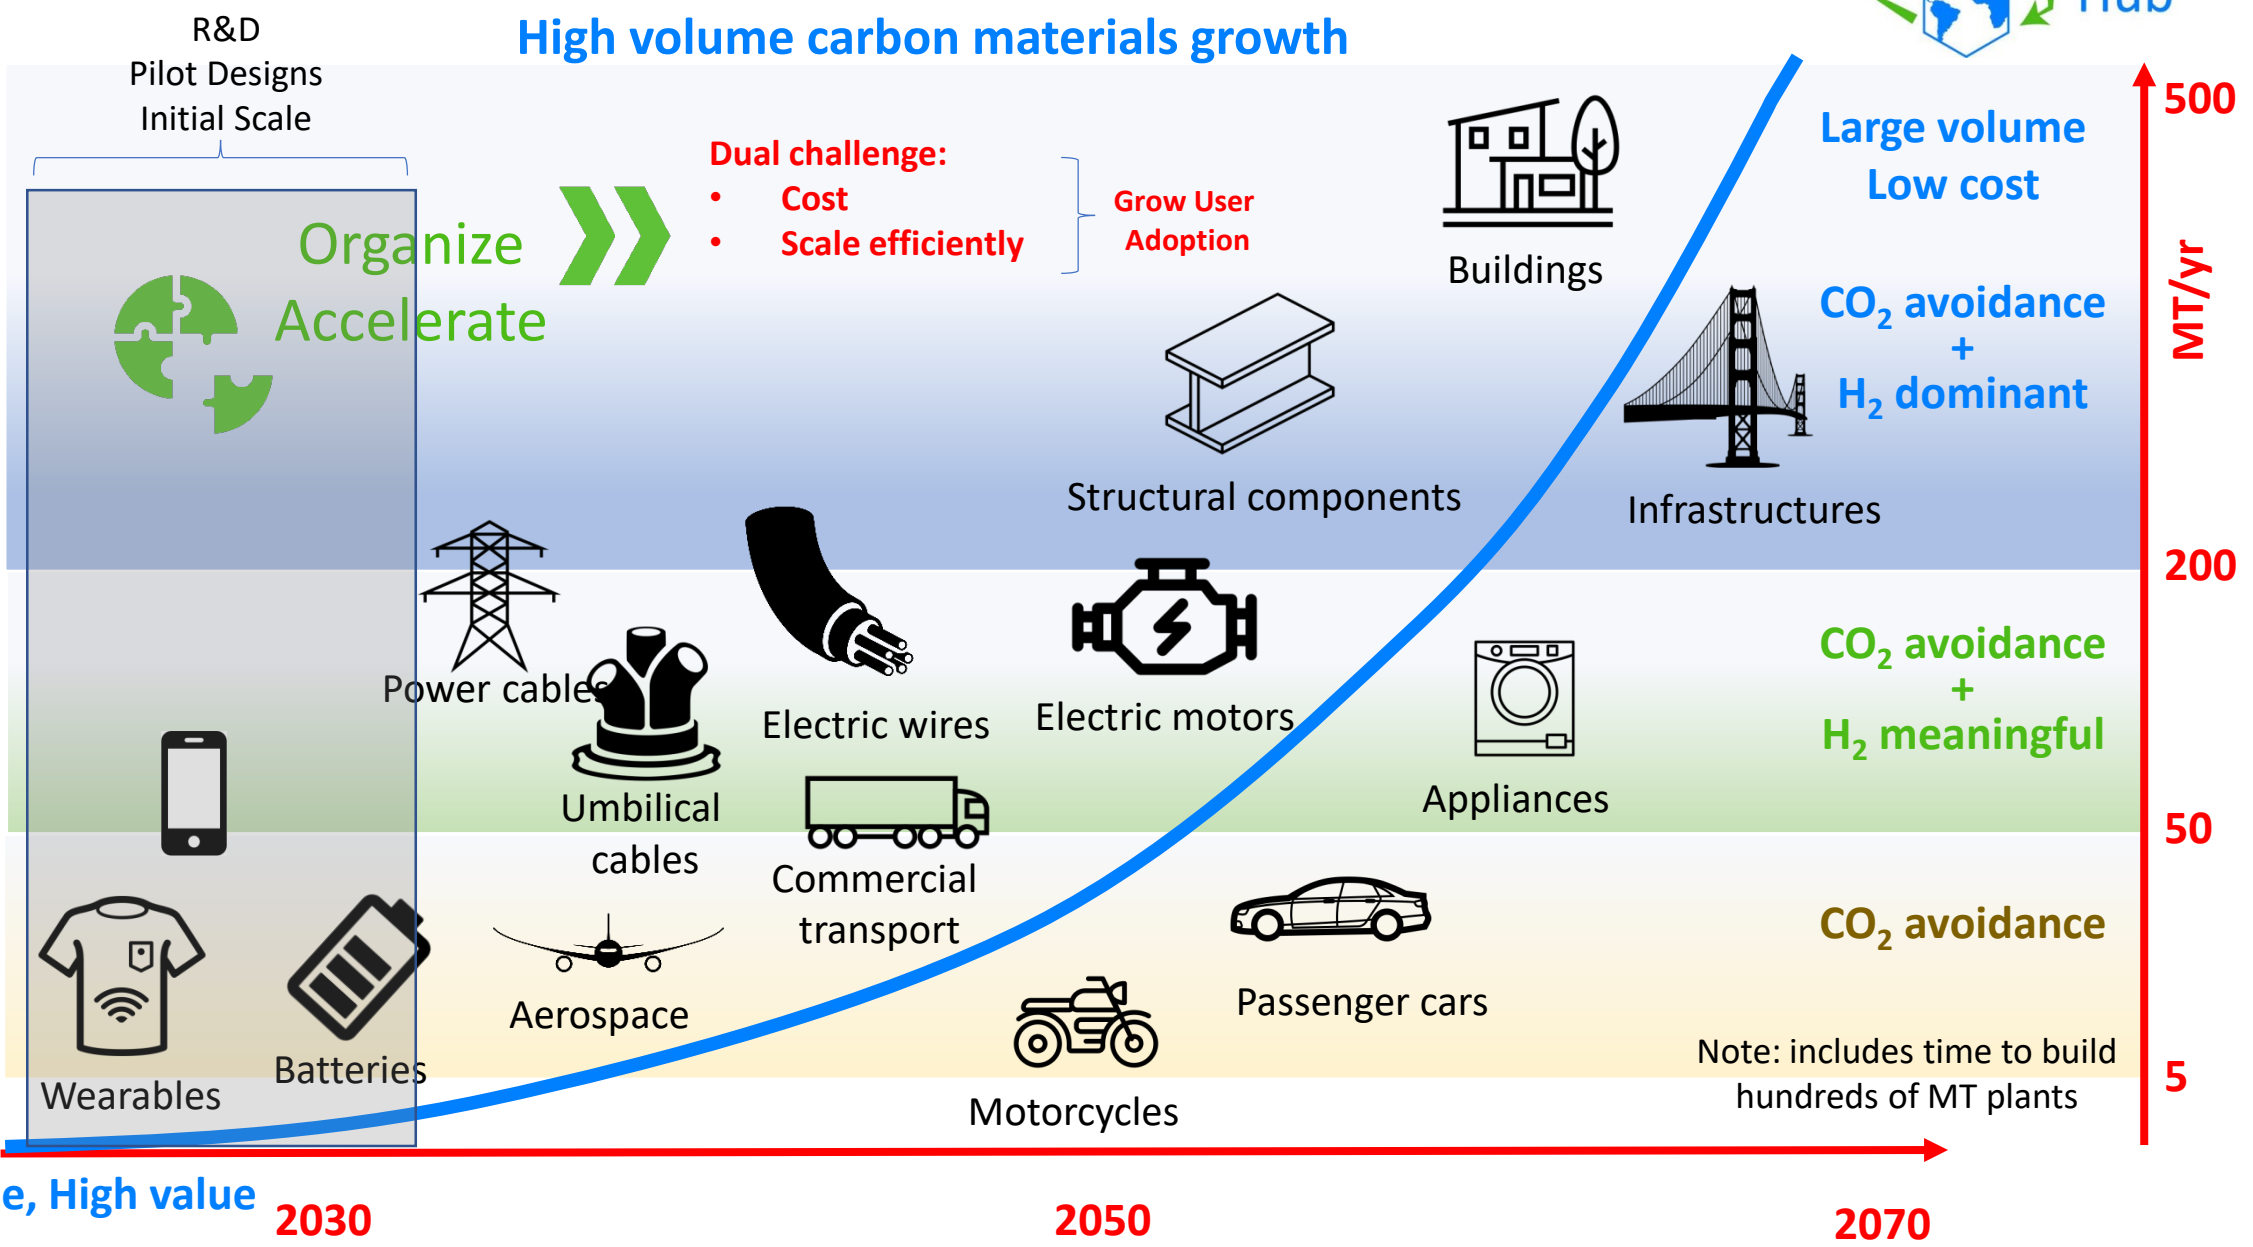 R&D
Pilot Designs
Initial Scale
High volume carbon materials growth
Hub
Organize
Accelerate
Dual challenge:
• Cost
• Scale efficiently
Grow User
Adoption
Buildings
Large volume
Low cost
500
MT/yr
CO₂ avoidance
+
H₂ dominant
Structural components
Infrastructures
200
Power cables
Electric wires
Electric motors
CO₂ avoidance
+
H₂ meaningful
Umbilical
cables
Commercial
transport
Appliances
50
Wearables
Batteries
Aerospace
Motorcycles
Passenger cars
CO₂ avoidance
Note: includes time to build
hundreds of MT plants
5
e, High value
2030
2050
2070